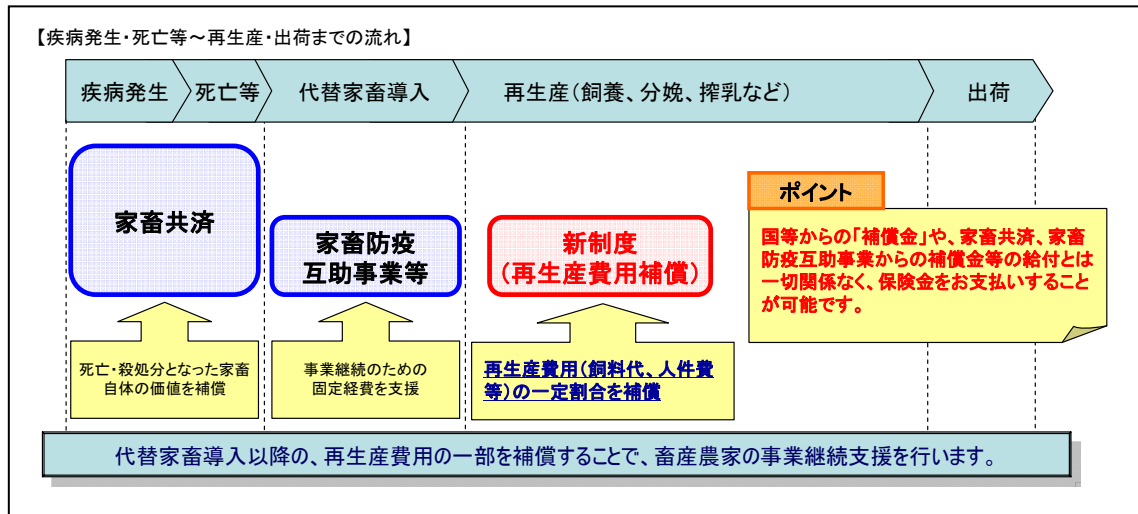 【疾病発生・死亡等～再生産・出荷までの流れ】
疾病発生
死亡等
代替家畜導入
再生産(飼養、分娩、搾乳など)
出荷
家畜共済
家畜防疫
互助事業等
新制度
(再生産費用補償)
ポイント
国等からの「補償金」や、家畜共済、家畜
防疫互助事業からの補償金等の給付とは
一切関係なく、保険金をお支払いすること
が可能です。
死亡・殺処分となった家畜
自体の価値を補償
事業継続のための
固定経費を支援
再生産費用(飼料代、人件費
等)の一定割合を補償
代替家畜導入以降の、再生産費用の一部を補償することで、畜産農家の事業継続支援を行います。